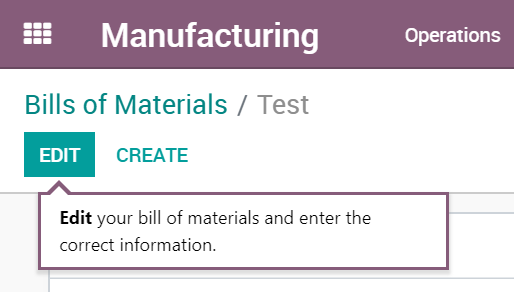 Manufacturing Operations
Bills of Materials / Test
EDIT CREATE
Edit your bill of materials and enter the
correct information.